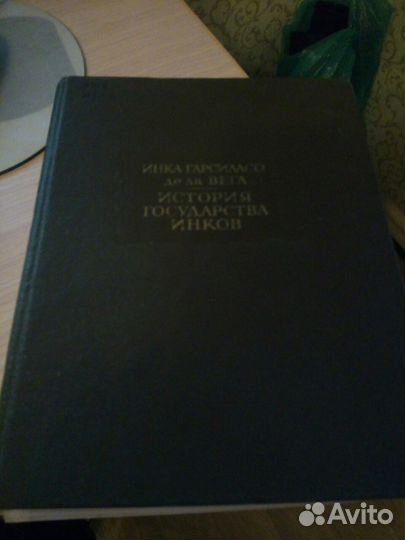 ИНКА ГАРСИЛАСО
де ла ВЕГА
ИСТОРИЯ
ГОСУДАРСТВА
ИНКОВ
Avito